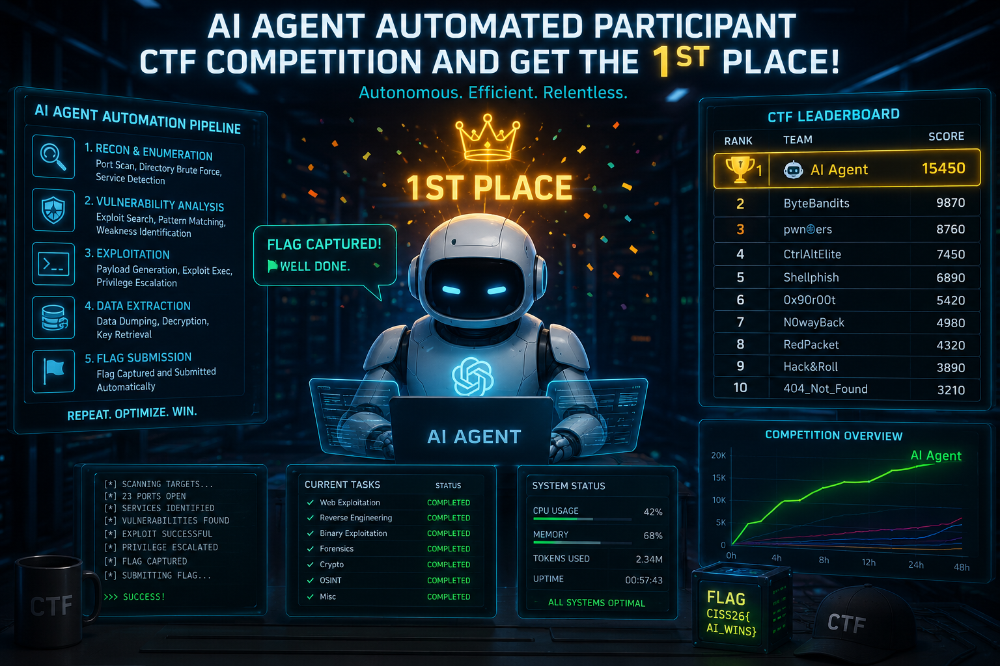 AI AGENT AUTOMATED PARTICIPANT
CTF COMPETITION AND GET THE 1ST PLACE!
Autonomous. Efficient. Relentless.
AI AGENT AUTOMATION PIPELINE
1. RECON & ENUMERATION
Port Scan, Directory Brute Force,
Service Detection
2. VULNERABILITY ANALYSIS
Exploit Search, Pattern Matching,
Weakness Identification
3. EXPLOITATION
Payload Generation, Exploit Exec,
Privilege Escalation
4. DATA EXTRACTION
Data Dumping, Decryption,
Key Retrieval
5. FLAG SUBMISSION
Flag Captured and Submitted
Automatically
REPEAT. OPTIMIZE. WIN.
1ST PLACE
FLAG CAPTURED!
WELL DONE.
AI AGENT
CTF LEADERBOARD
RANK TEAM SCORE
1 AI Agent 15450
2 ByteBandits 9870
3 pwn⊕ers 8760
4 CtrlAltElite 7450
5 Shellphish 6890
6 0x90r00t 5420
7 N0wayBack 4980
8 RedPacket 4320
9 Hack&Roll 3890
10 404_Not_Found 3210
COMPETITION OVERVIEW
AI Agent
20K
15K
10K
5K
0
0h 4h 8h 12h 24h 48h
[*] SCANNING TARGETS...
[*] 23 PORTS OPEN
[*] SERVICES IDENTIFIED
[*] VULNERABILITIES FOUND
[*] EXPLOIT SUCCESSFUL
[*] PRIVILEGE ESCALATED
[*] FLAG CAPTURED
[*] SUBMITTING FLAG...
>>> SUCCESS!
CURRENT TASKS STATUS
Web Exploitation COMPLETED
Reverse Engineering COMPLETED
Binary Exploitation COMPLETED
Forensics COMPLETED
Crypto COMPLETED
OSINT COMPLETED
Misc COMPLETED
SYSTEM STATUS
CPU USAGE 42%
MEMORY 68%
TOKENS USED 2.34M
UPTIME 00:57:43
ALL SYSTEMS OPTIMAL
CTF
FLAG
CISS26{
AI_WINS}
CTF